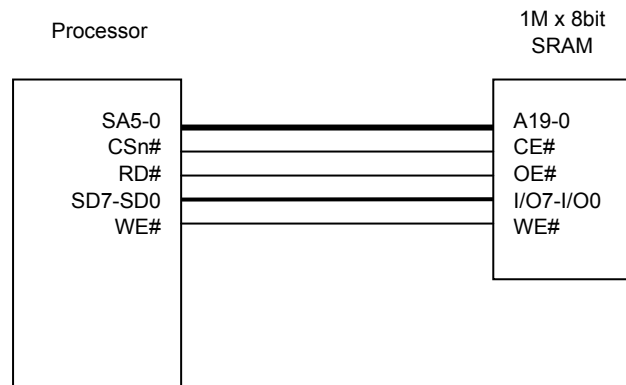 Processor
1M x 8bit
SRAM
SA5-0
CSn#
RD#
SD7-SD0
WE#
A19-0
CE#
OE#
I/O7-I/O0
WE#